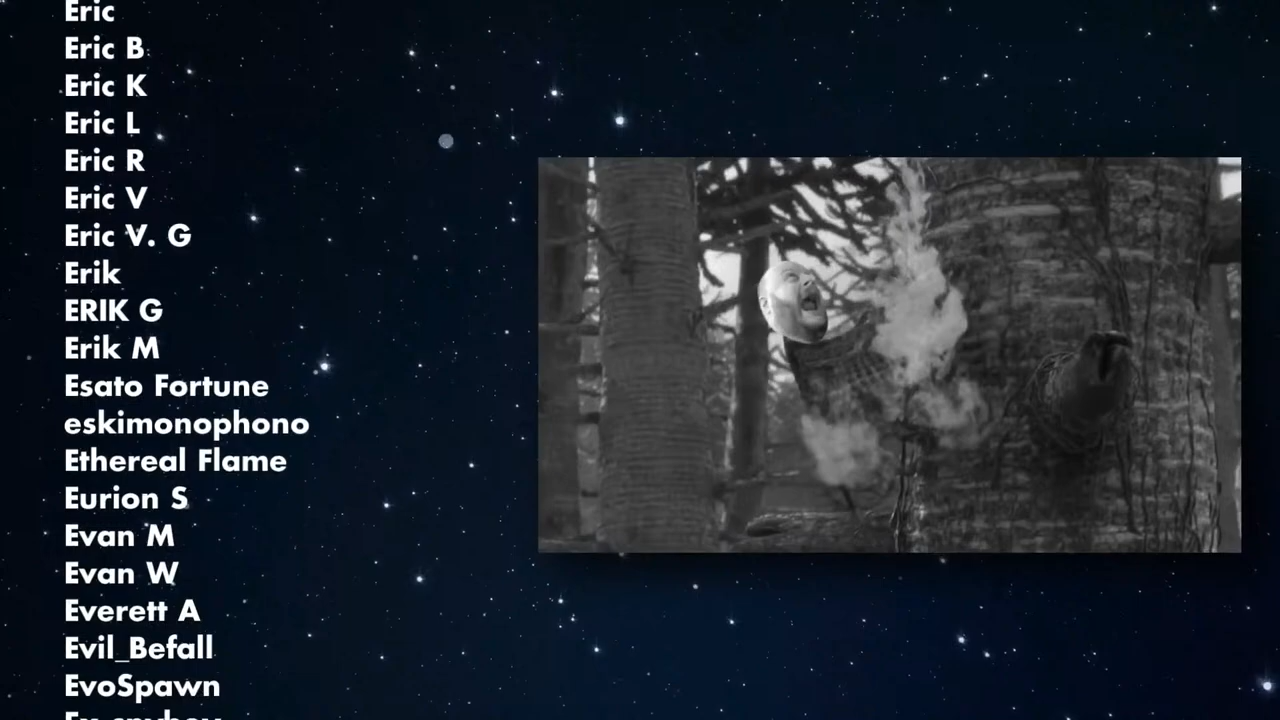 Eric
Eric B
Eric K
Eric L
Eric R
Eric V
Eric V. G
Erik
ERIK G
Erik M
Esato Fortune
eskimonophono
Ethereal Flame
Eurion S
Evan M
Evan W
Everett A
Evil_Befall
EvoSpawn